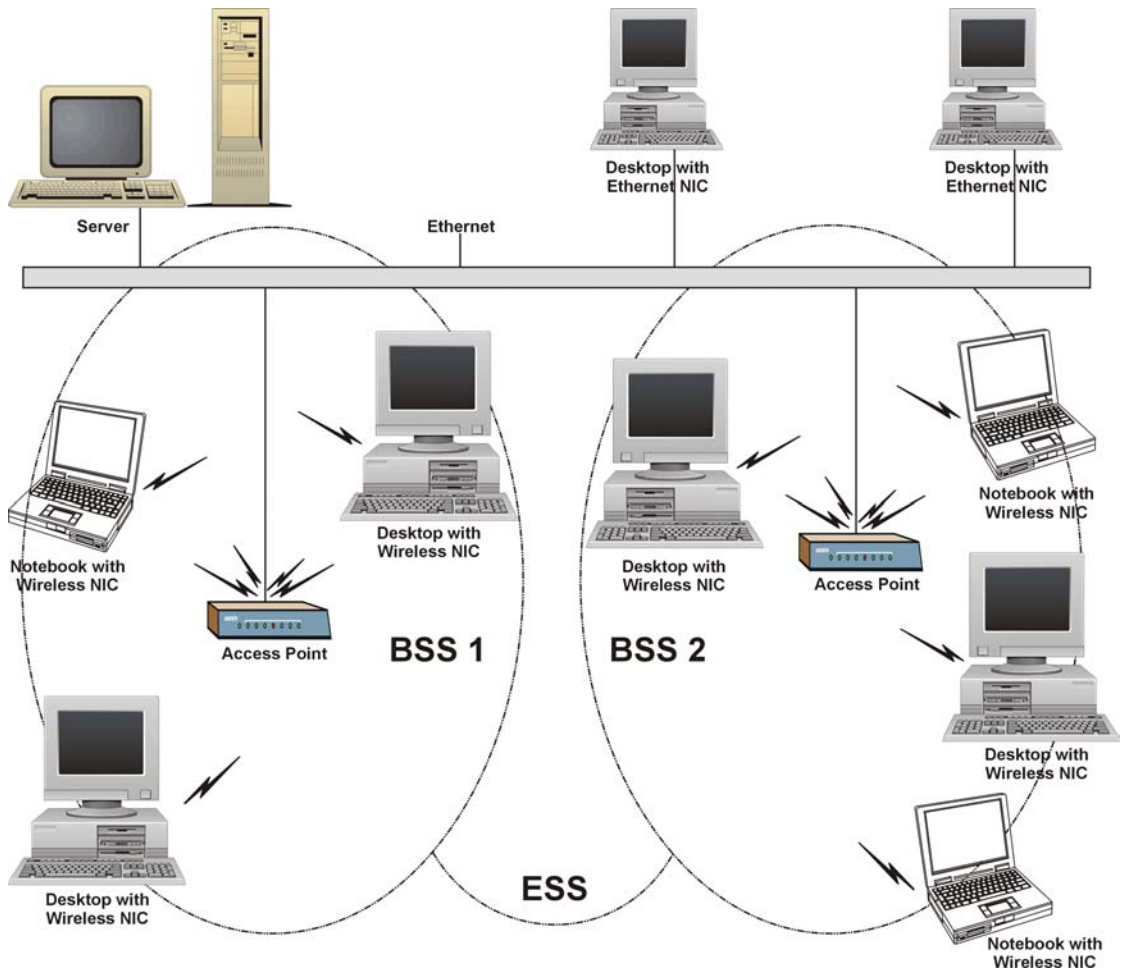 Desktop with
Ethernet NIC
Desktop with
Ethernet NIC
Server
Ethernet
Notebook with
Wireless NIC
Desktop with
Wireless NIC
Desktop with
Wireless NIC
Notebook with
Wireless NIC
Access Point
Access Point
BSS 1
BSS 2
Desktop with
Wireless NIC
Desktop with
Wireless NIC
ESS
Notebook with
Wireless NIC